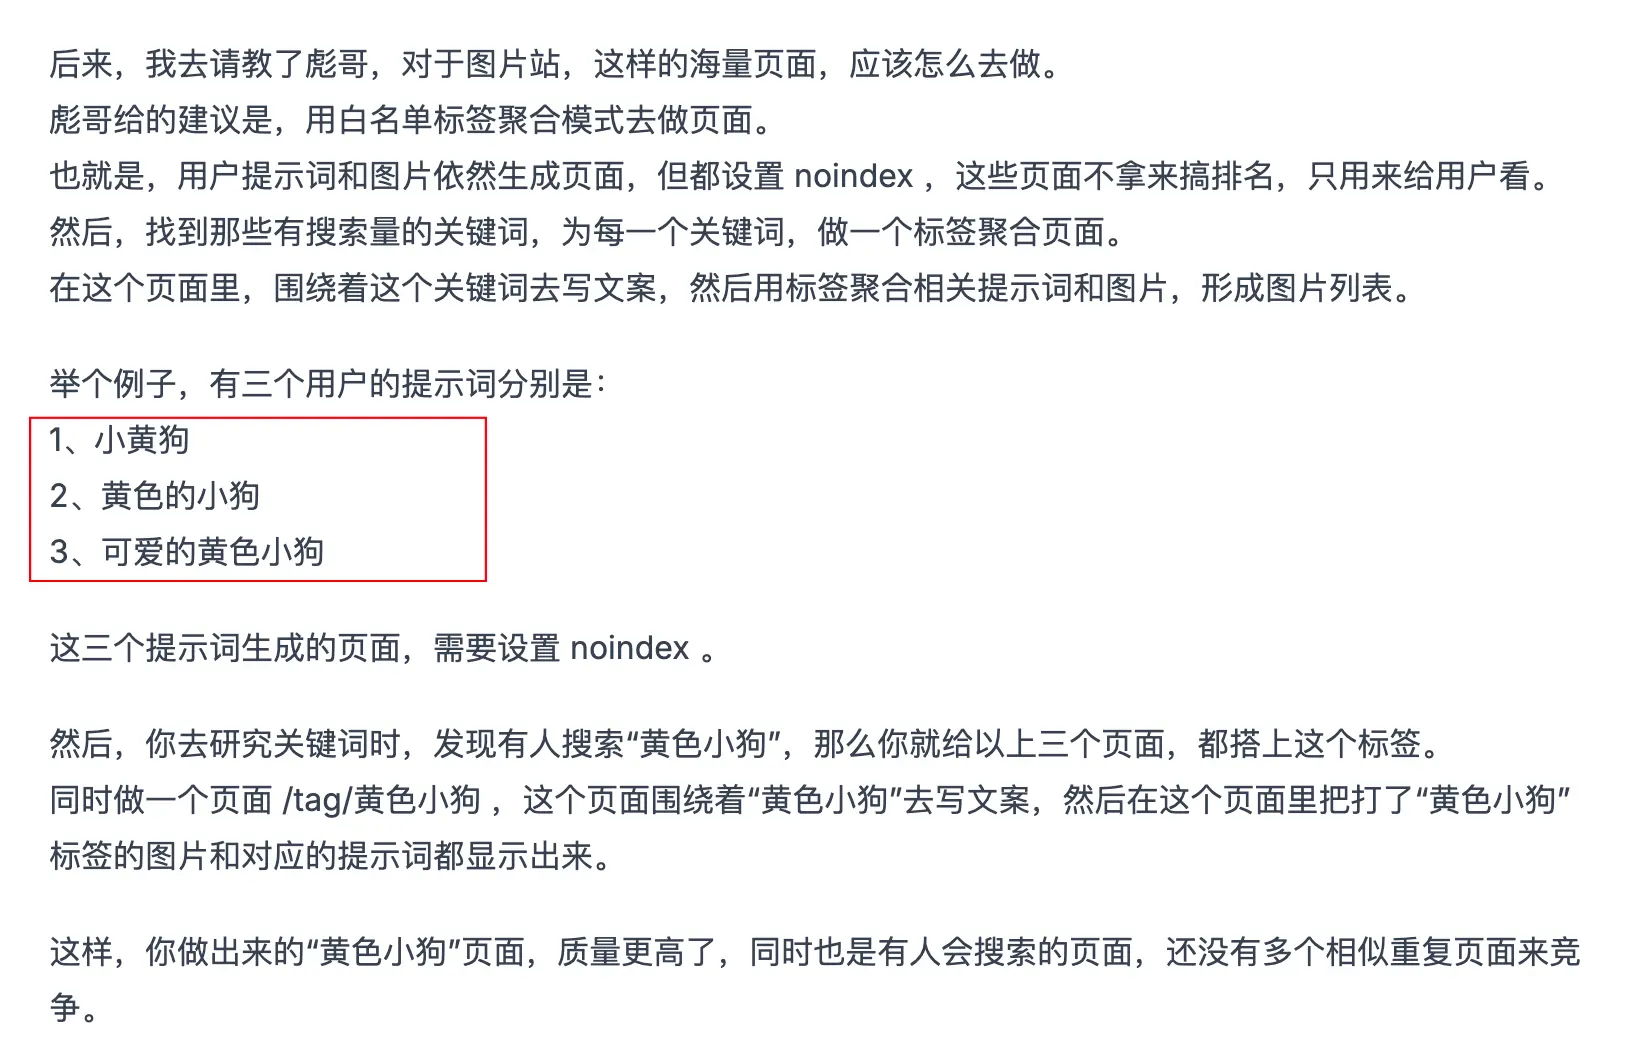 后来，我去请教了彪哥，对于图片站，这样的海量页面，应该怎么去做。
彪哥给的建议是，用白名单标签聚合模式去做页面。
也就是，用户提示词和图片依然生成页面，但都设置 noindex ，这些页面不拿来搞排名，只用来给用户看。
然后，找到那些有搜索量的关键词，为每一个关键词，做一个标签聚合页面。
在这个页面里，围绕着这个关键词去写文案，然后用标签聚合相关提示词和图片，形成图片列表。
举个例子，有三个用户的提示词分别是：
1、小黄狗
2、黄色的小狗
3、可爱的黄色小狗
这三个提示词生成的页面，需要设置 noindex 。
然后，你去研究关键词时，发现有人搜索“黄色小狗”，那么你就给以上三个页面，都搭上这个标签。
同时做一个页面 /tag/黄色小狗 ，这个页面围绕着“黄色小狗”去写文案，然后在这个页面里把打了“黄色小狗”
标签的图片和对应的提示词都显示出来。
这样，你做出来的“黄色小狗”页面，质量更高了，同时也是有人会搜索的页面，还没有多个相似重复页面来竞
争。